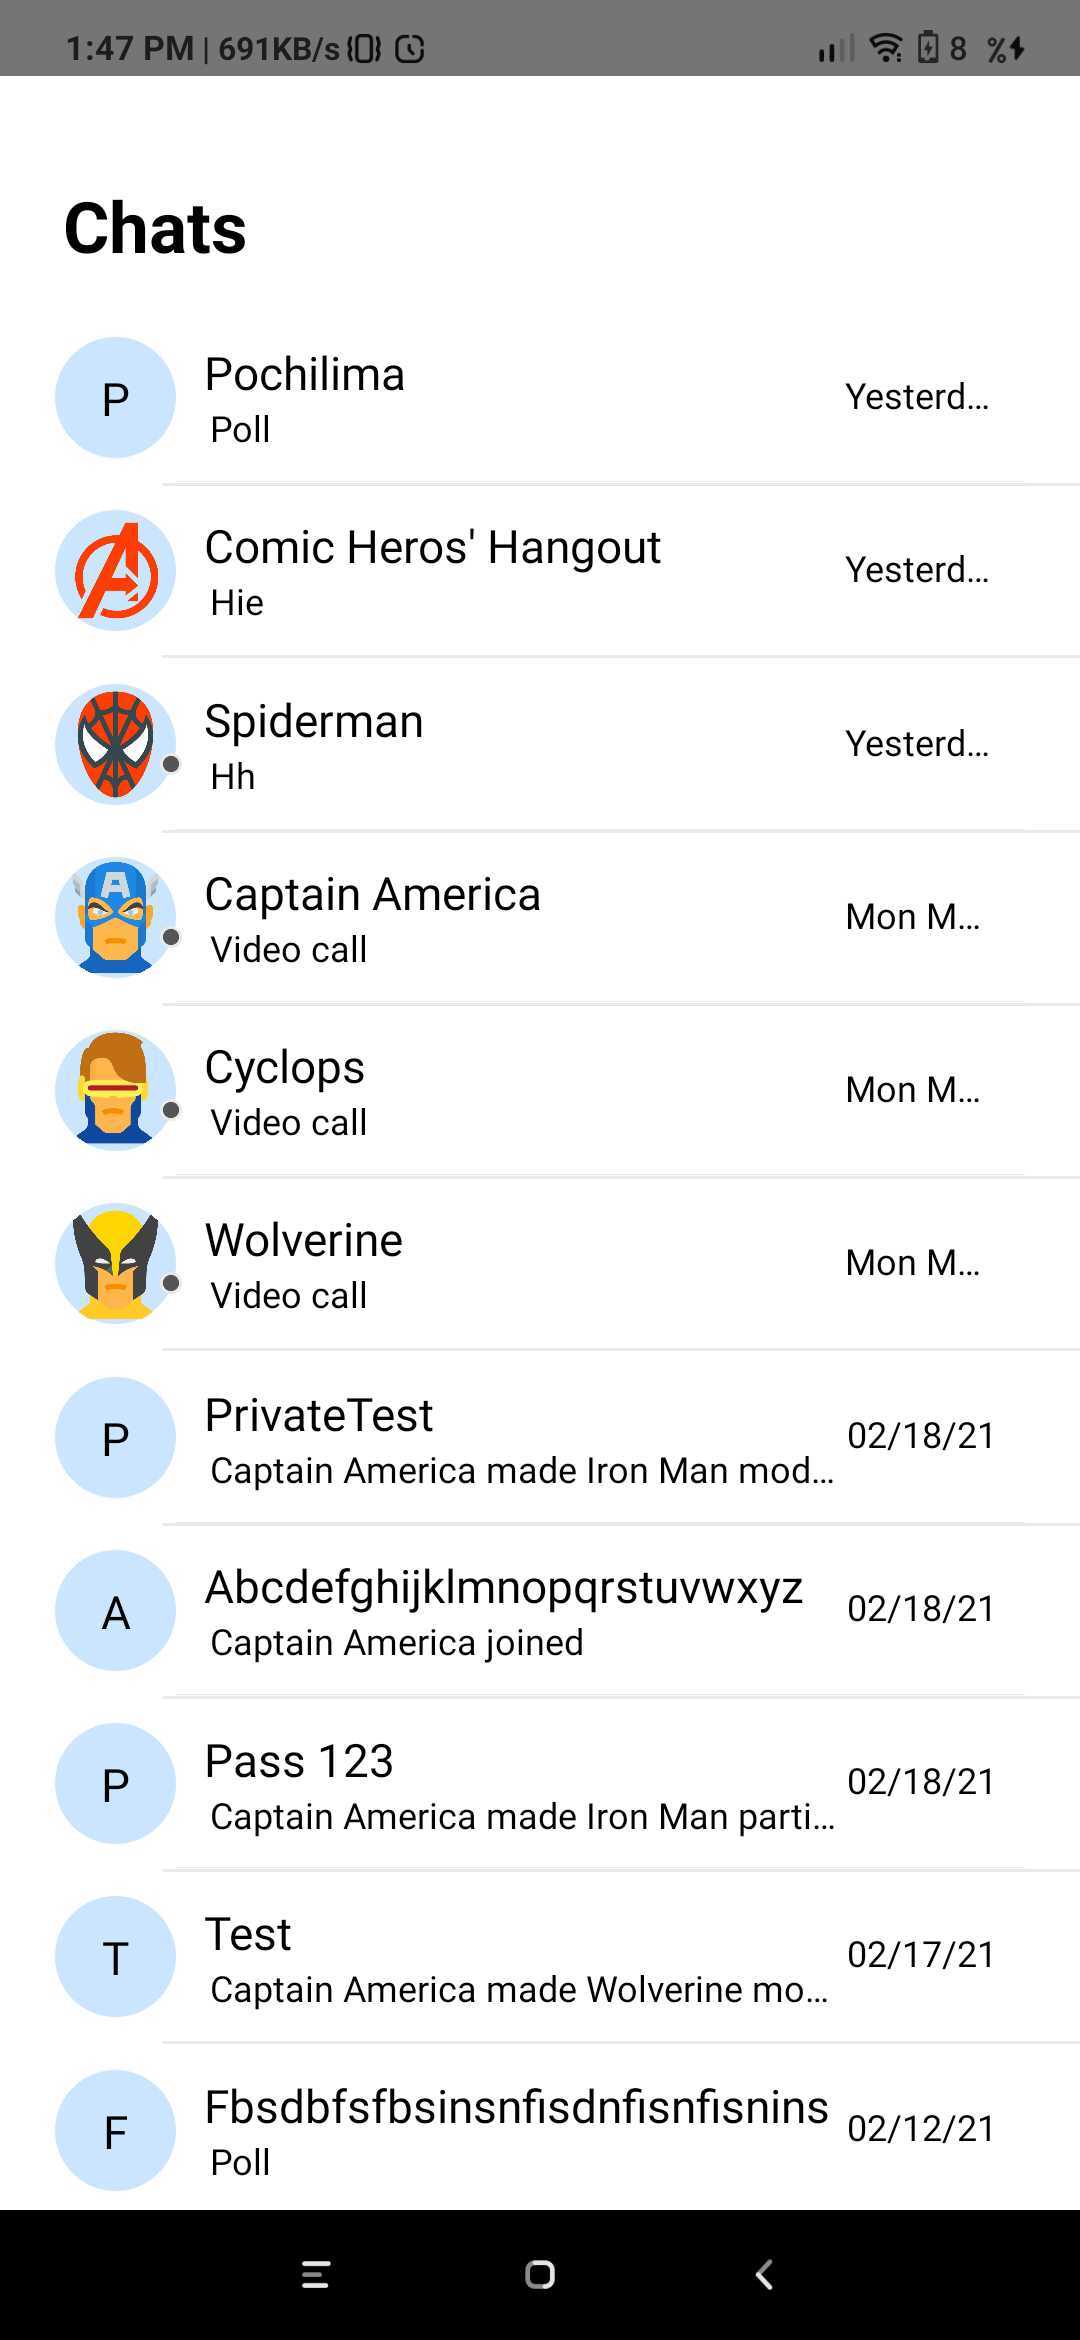 1:47 PM | 691KB/s 8 %
Chats
P Pochilima Yesterd...
Poll
Comic Heros' Hangout Yesterd...
Hie
Spiderman Yesterd...
Hh
Captain America Mon M...
Video call
Cyclops Mon M...
Video call
Wolverine Mon M...
Video call
P PrivateTest 02/18/21
Captain America made Iron Man mod...
A Abcdefghijklmnopqrstuvwxyz 02/18/21
Captain America joined
P Pass 123 02/18/21
Captain America made Iron Man parti...
T Test 02/17/21
Captain America made Wolverine mo...
F Fbsdbfsfbsinsnfisdnfisnfisnins 02/12/21
Poll